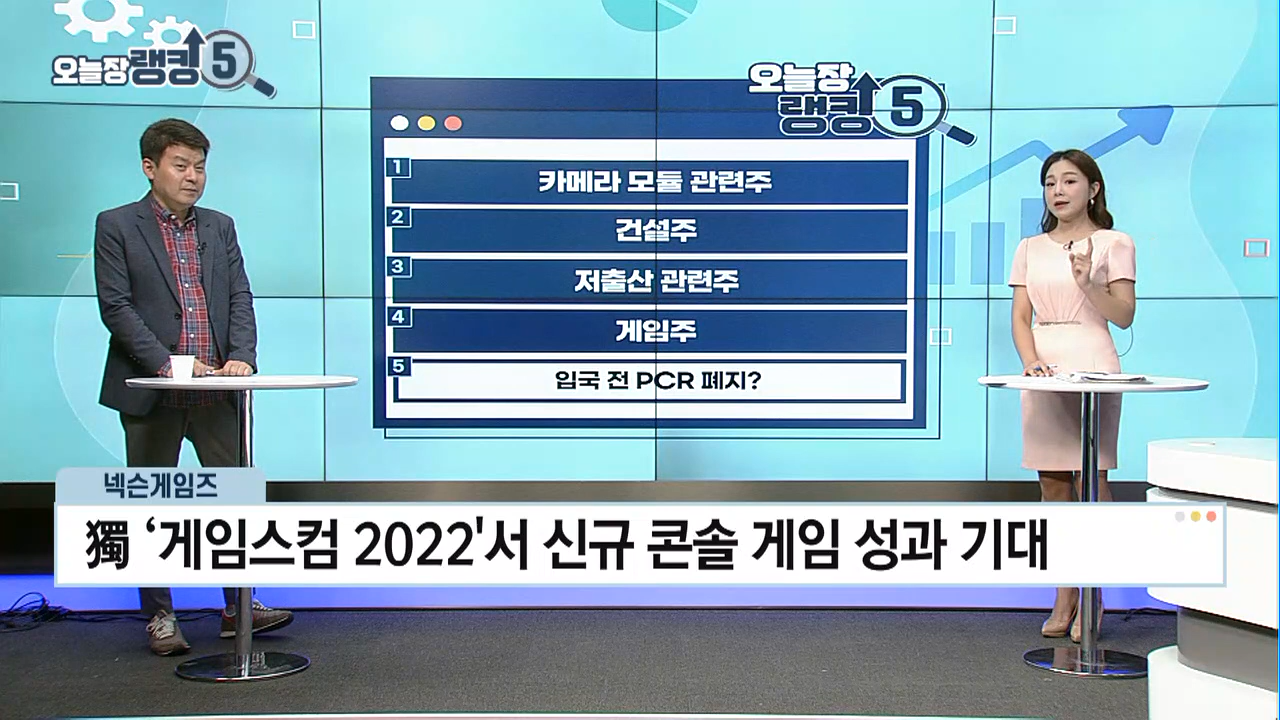 오늘장랭킹5
오늘장
랭킹5
1 카메라 모듈 관련주
2 건설주
3 저출산 관련주
4 게임주
5 입국 전 PCR 폐지?
넥슨게임즈
獨 ‘게임스컴 2022'서 신규 콘솔 게임 성과 기대